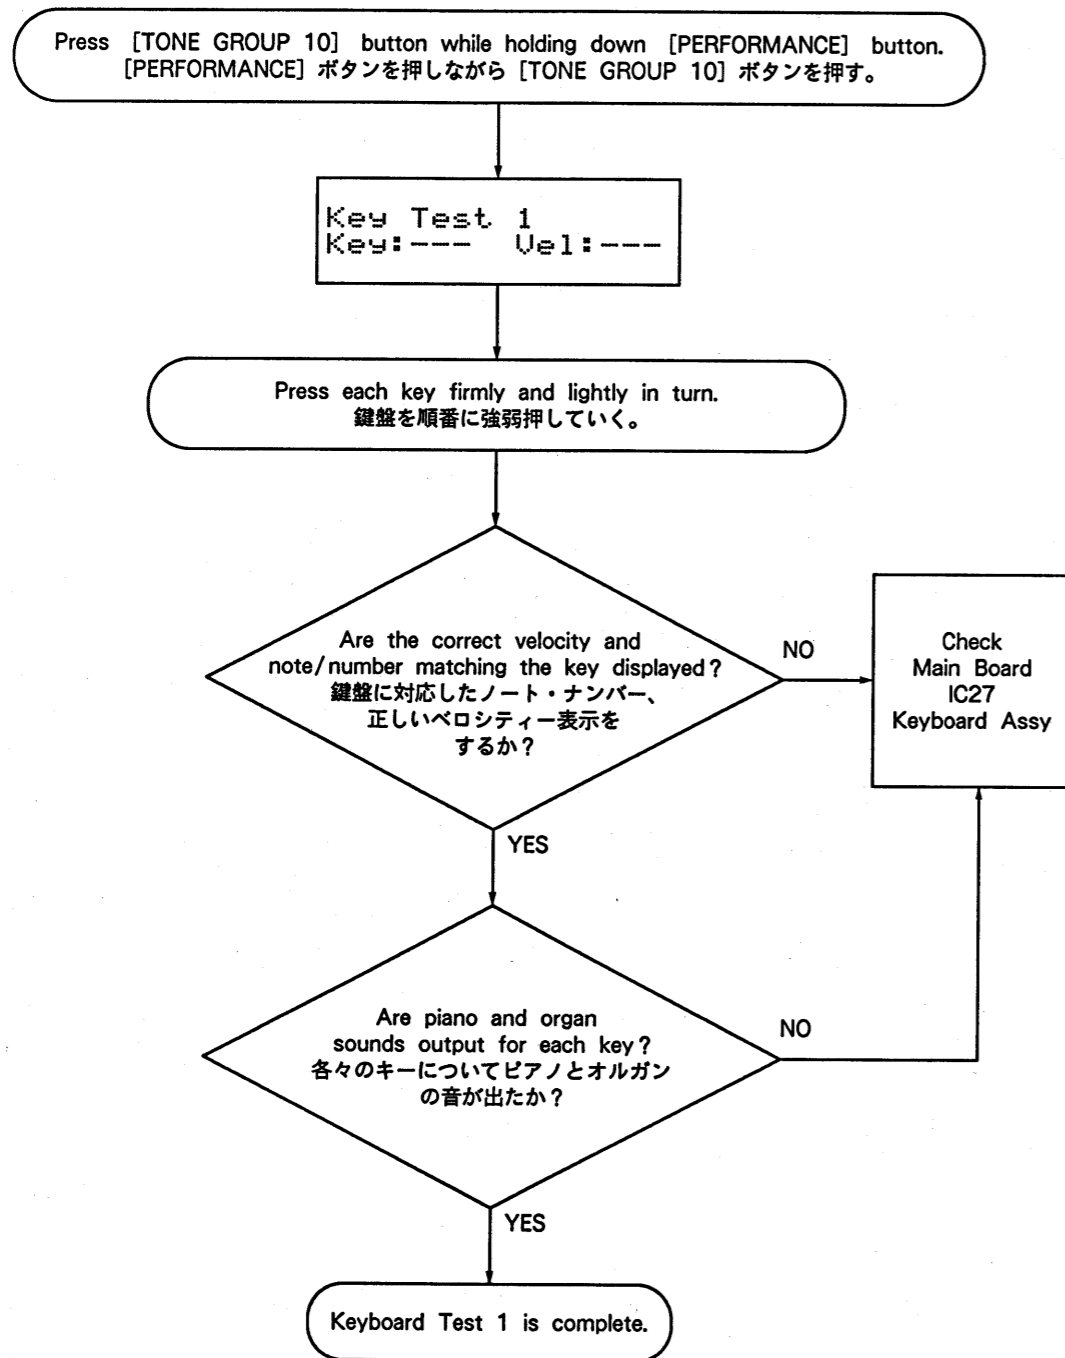 Press [TONE GROUP 10] button while holding down [PERFORMANCE] button.
[PERFORMANCE] ボタンを押しながら [TONE GROUP 10] ボタンを押す。
Key Test 1
Key:--- Vel:---
Press each key firmly and lightly in turn.
鍵盤を順番に強弱押していく。
Are the correct velocity and
note/number matching the key displayed?
鍵盤に対応したノート・ナンバー、
正しいベロシティー表示を
するか?
NO
Check
Main Board
IC27
Keyboard Assy
YES
Are piano and organ
sounds output for each key?
各々のキーについてピアノとオルガン
の音が出たか?
NO
YES
Keyboard Test 1 is complete.